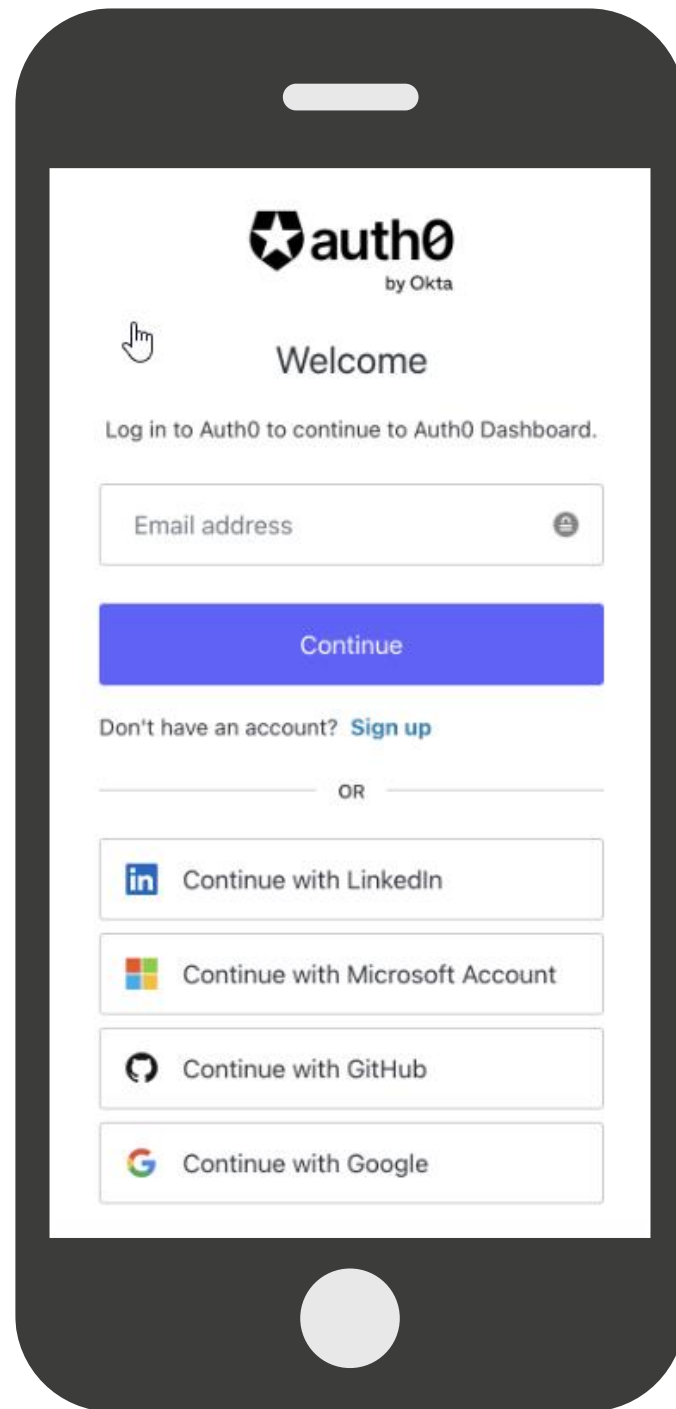 auth0
by Okta
Welcome
Log in to Auth0 to continue to Auth0 Dashboard.
Email address
Continue
Don't have an account? Sign up
OR
in Continue with LinkedIn
Continue with Microsoft Account
Continue with GitHub
G Continue with Google